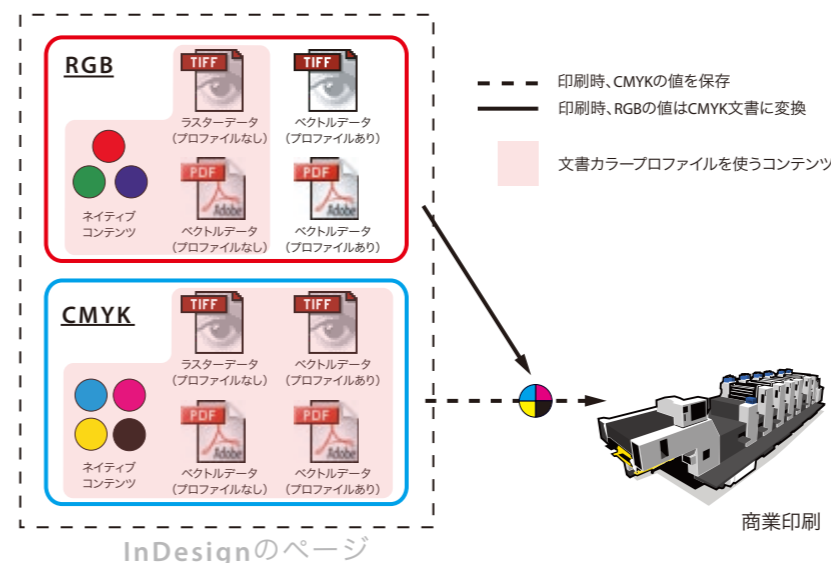 RGB
TIFF
TIFF
ラスターデータ
(プロファイルなし)
ベクトルデータ
(プロファイルあり)
PDF
Adobe
PDF
Adobe
ネイティブ
コンテンツ
ベクトルデータ
(プロファイルなし)
ベクトルデータ
(プロファイルあり)
CMYK
TIFF
TIFF
ラスターデータ
(プロファイルなし)
ベクトルデータ
(プロファイルあり)
PDF
Adobe
PDF
Adobe
ネイティブ
コンテンツ
ベクトルデータ
(プロファイルなし)
ベクトルデータ
(プロファイルあり)
InDesignのページ
印刷時、CMYKの値を保存
印刷時、RGBの値はCMYK文書に変換
文書カラープロファイルを使うコンテンツ
商業印刷